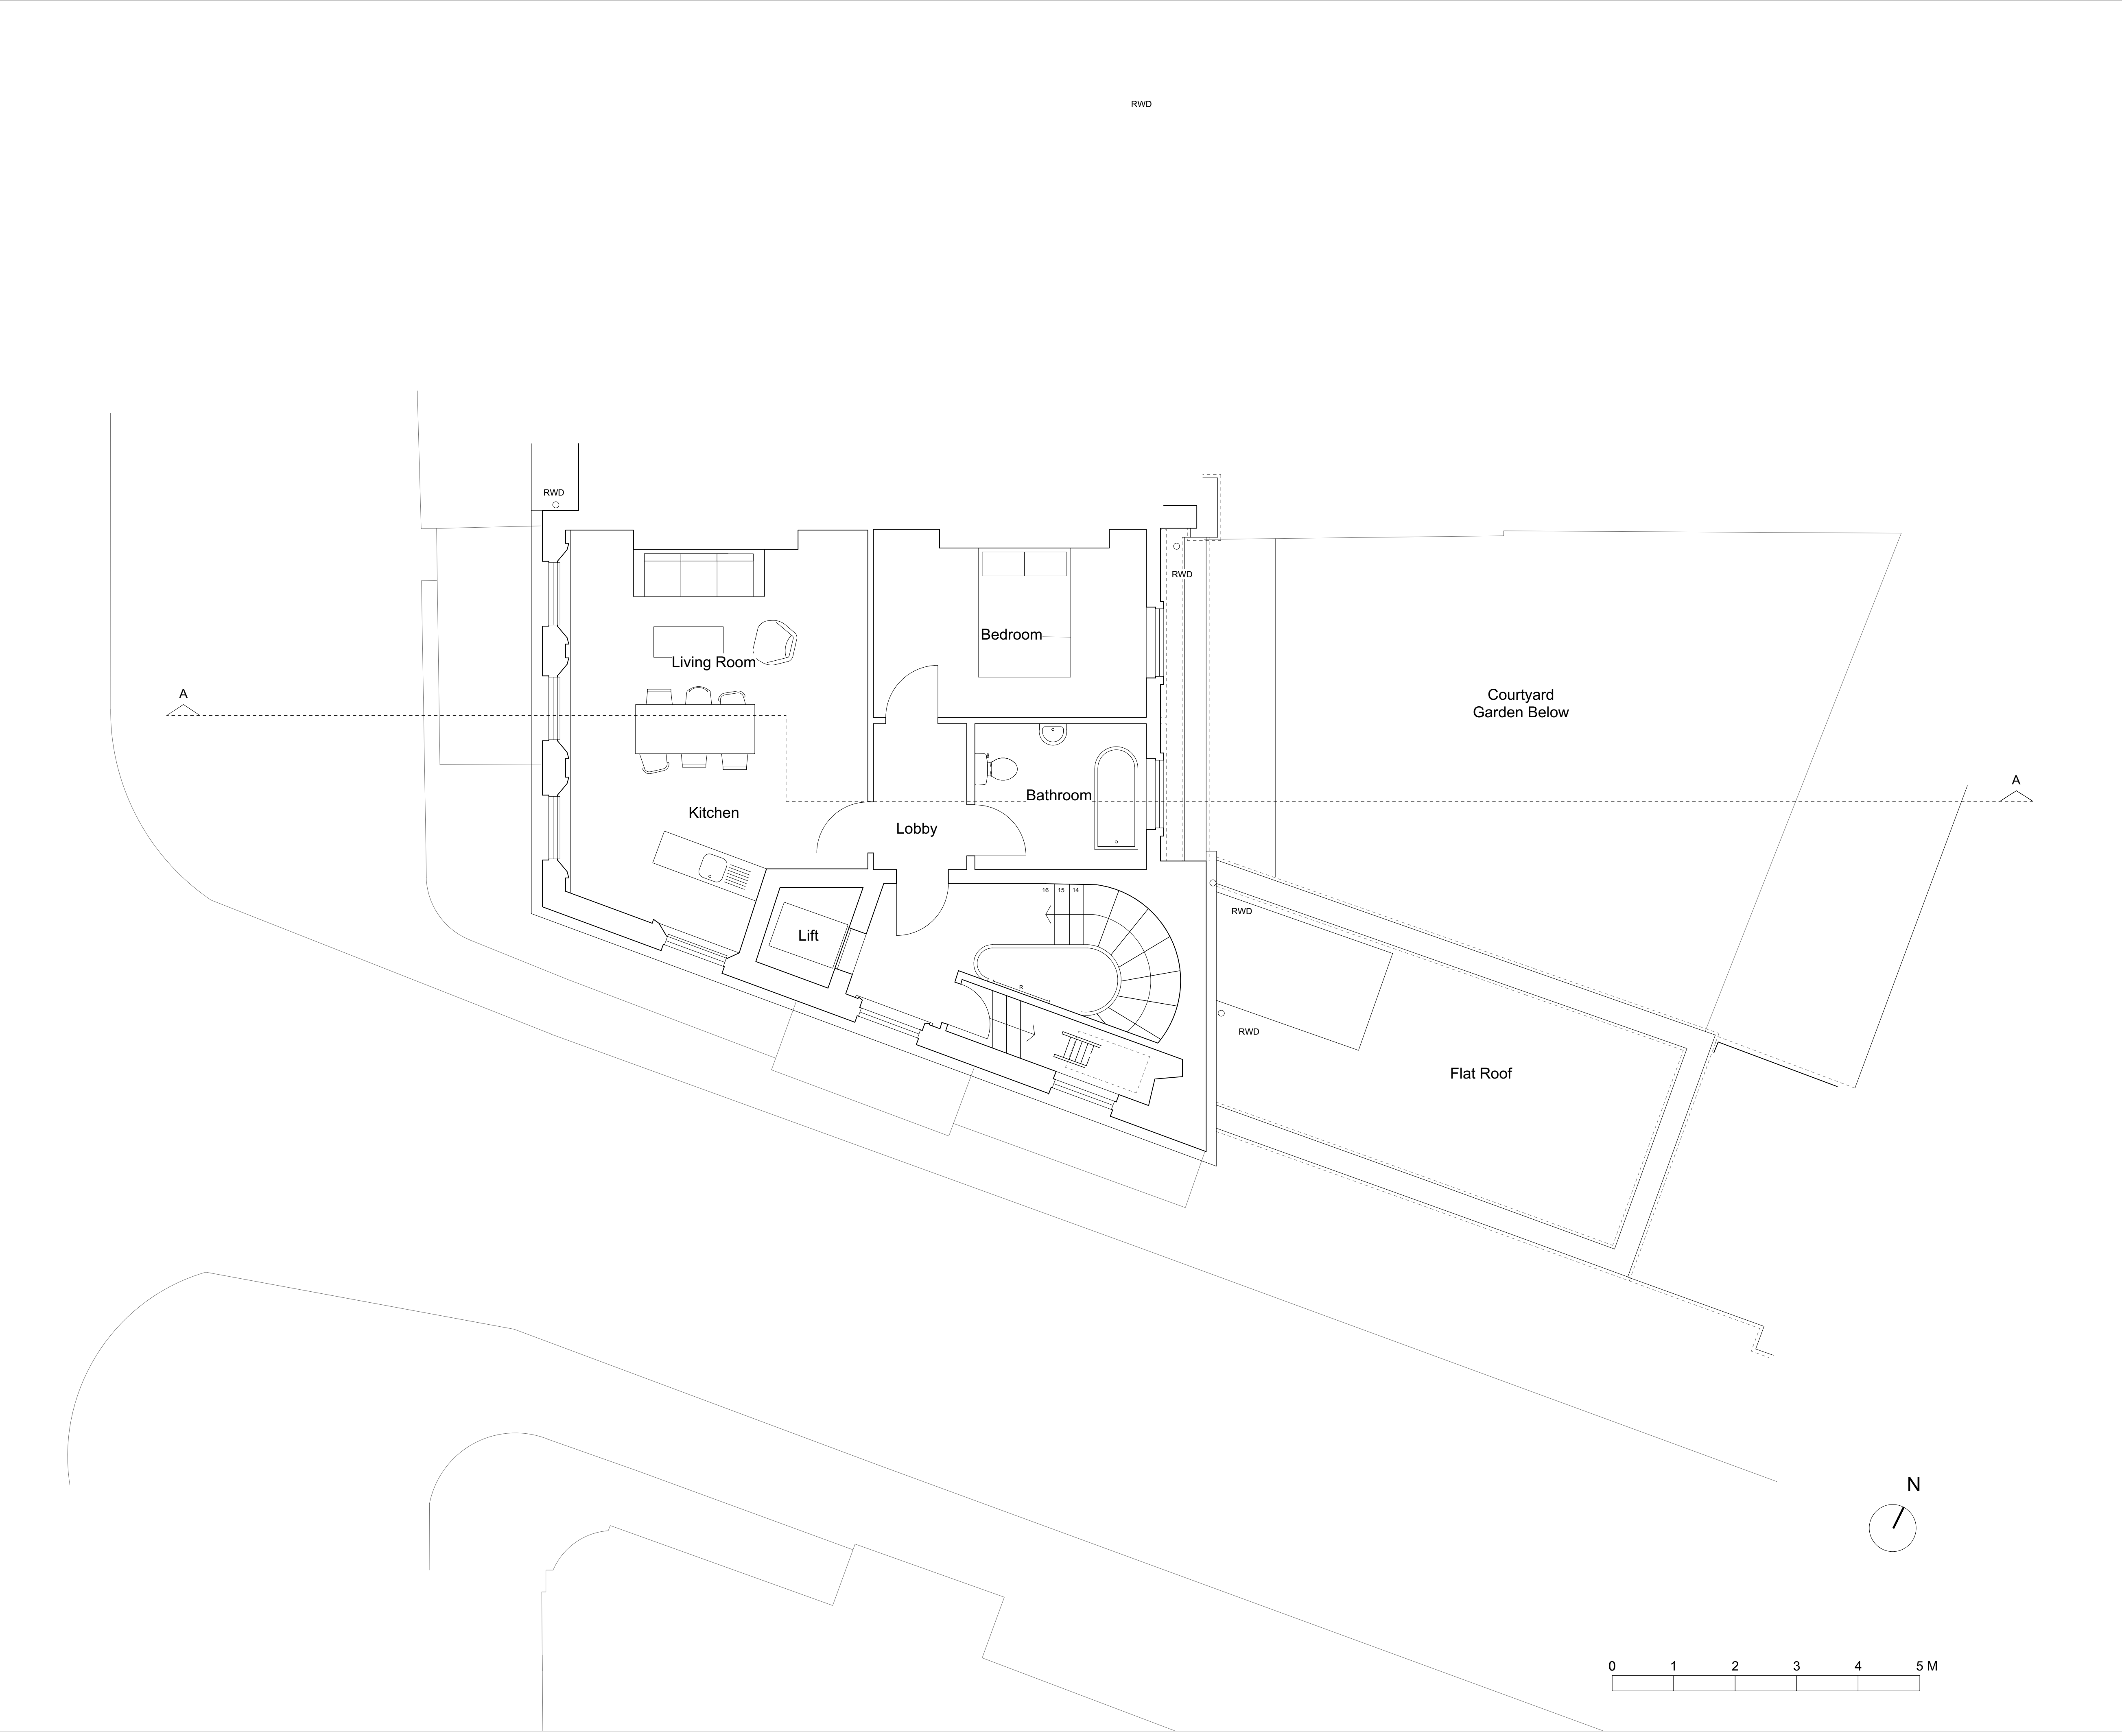 RWD
RWD
RWD
Bedroom
Living Room
A
Courtyard
Garden Below
A
Bathroom
Kitchen
Lobby
16 15 14
RWD
Lift
R
RWD
Flat Roof
N
0 1 2 3 4 5 M